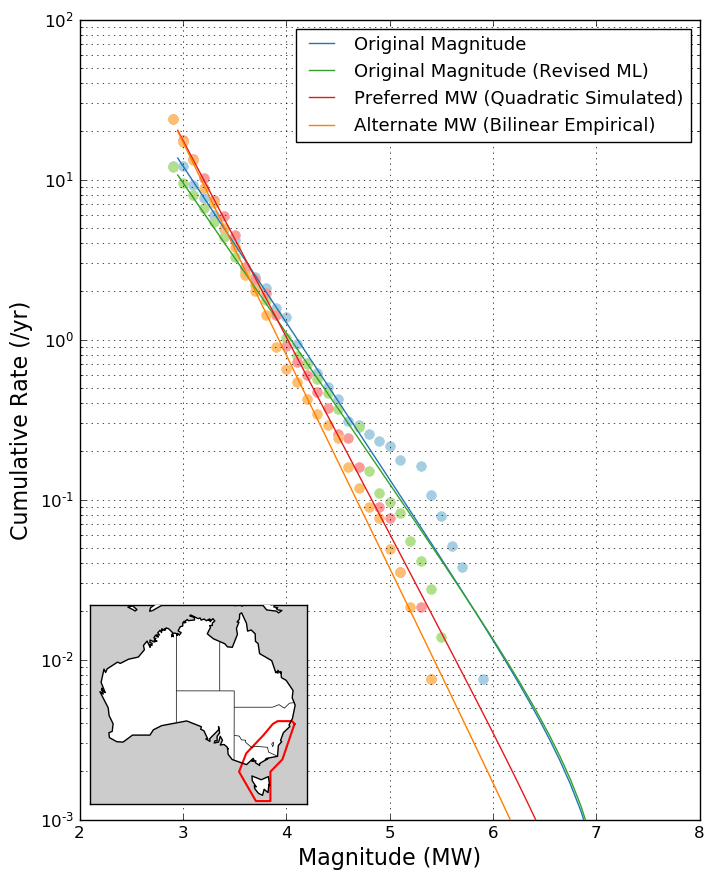 10²
10¹
10⁰
10⁻¹
10⁻²
10⁻³
Cumulative Rate (/yr)
Original Magnitude
Original Magnitude (Revised ML)
Preferred MW (Quadratic Simulated)
Alternate MW (Bilinear Empirical)
2 3 4 5 6 7 8
Magnitude (MW)